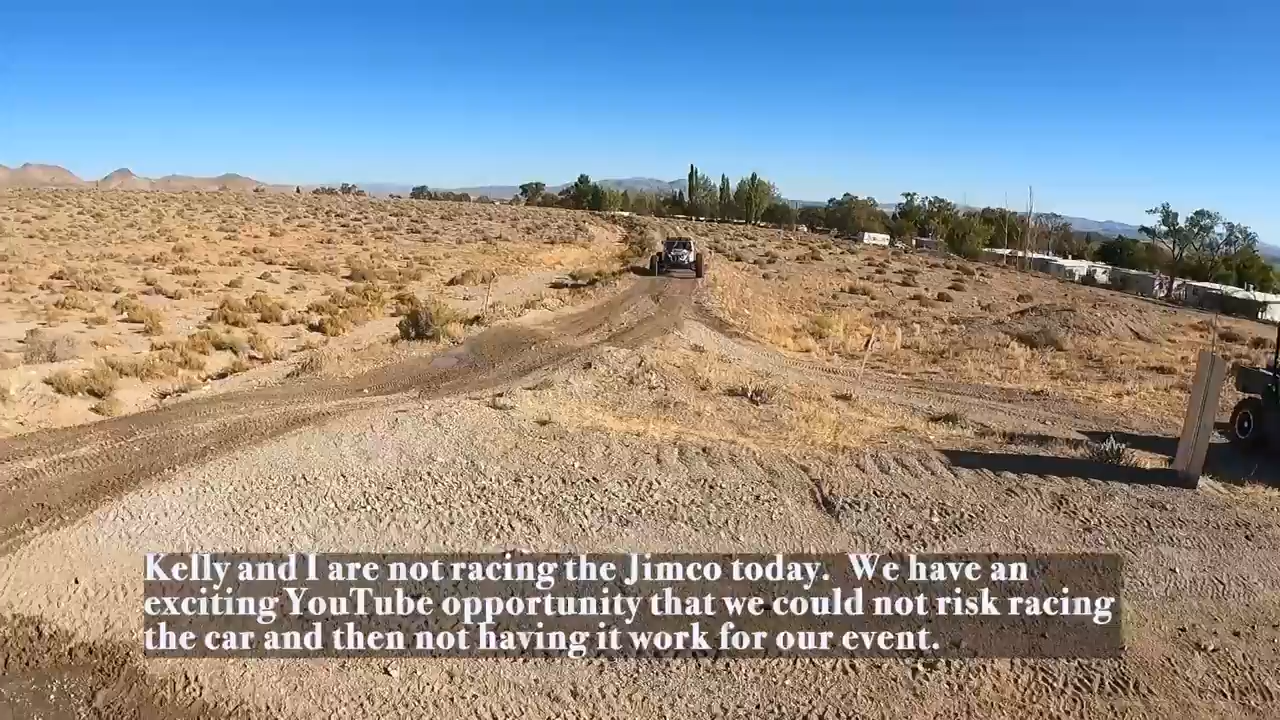 Kelly and I are not racing the Jimco today.  We have an
exciting YouTube opportunity that we could not risk racing
the car and then not having it work for our event.